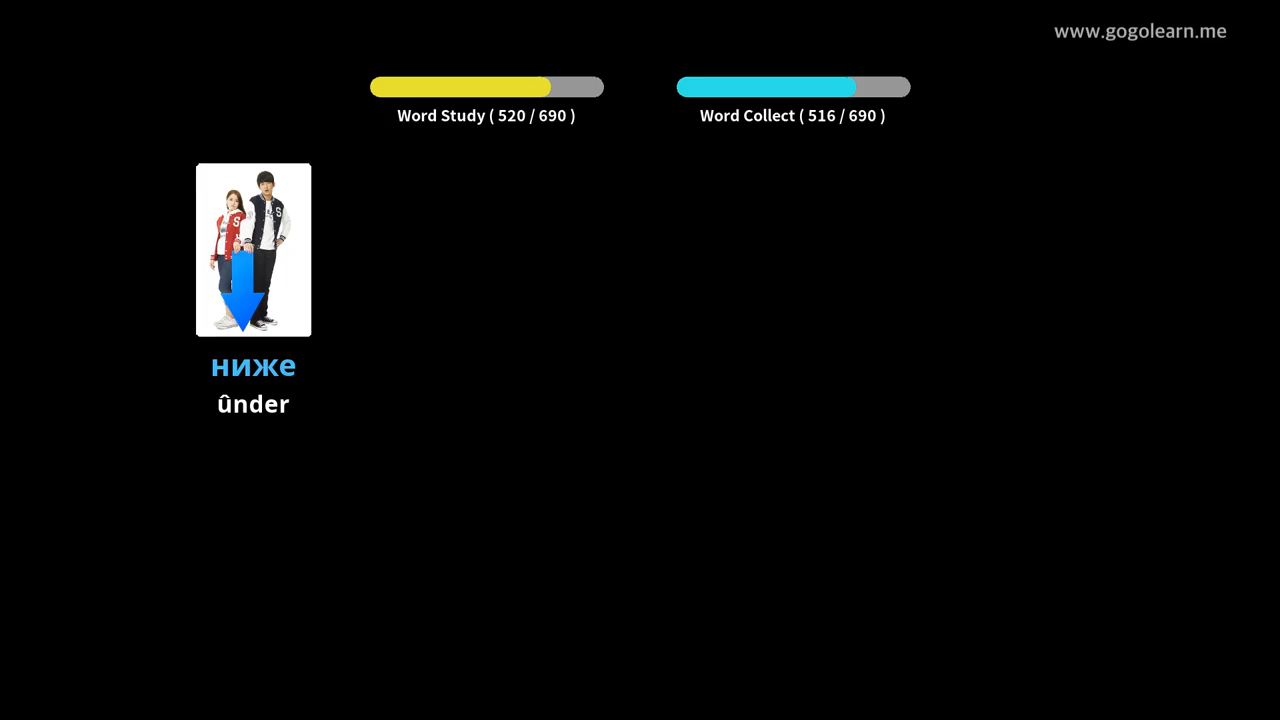 www.gogolearn.me
Word Study ( 520 / 690 )
Word Collect ( 516 / 690 )
S
S
ниже
ûnder